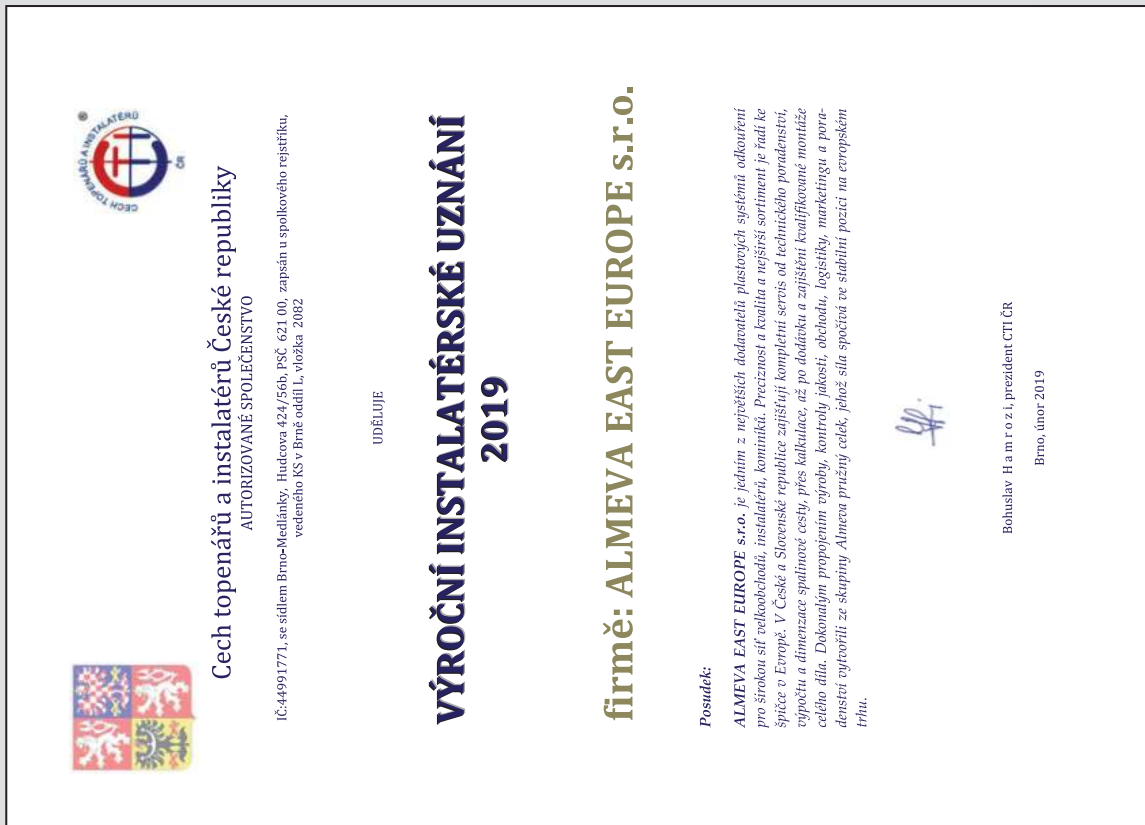 CECH TOPENÁŘŮ A INSTALATÉRŮ ®
ČR
Cech topenářů a instalatérů České republiky
AUTORIZOVANÉ SPOLEČENSTVO
IČ:44991771, se sídlem Brno-Medlánky, Hudcova 424/56b, PSČ 621 00, zapsán u spolkového rejstříku,
vedeného KS v Brně oddíl L, vložka 2082
UDĚLUJE
VÝROČNÍ INSTALATÉRSKÉ UZNÁNÍ
2019
firmě: ALMEVA EAST EUROPE s.r.o.
Posudek:
ALMEVA EAST EUROPE s.r.o. je jedním z největších dodavatelů plastových systémů odkouření
pro širokou síť velkoobchodů, instalatérů, kominíků. Preciznost a kvalita a nejširší sortiment je řadí ke
špičce v Evropě. V České a Slovenské republice zajišťují kompletní servis od technického poradenství,
výpočtu a dimenzace spalinové cesty, přes kalkulace, až po dodávku a zajištění kvalifikované montáže
celého díla. Dokonalým propojením výroby, kontroly jakosti, obchodu, logistiky, marketingu a pora-
denství vytvořili ze skupiny Almeva pružný celek, jehož síla spočívá ve stabilní pozici na evropském
trhu.
Bohuslav H a m r o z i, prezident CTI ČR
Brno, únor 2019